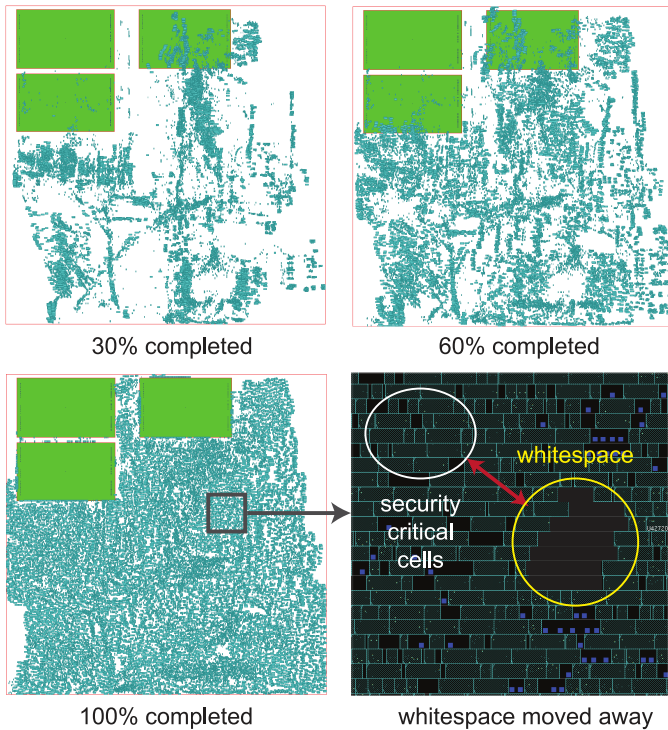 30% completed
60% completed
whitespace
security
critical
cells
100% completed
whitespace moved away